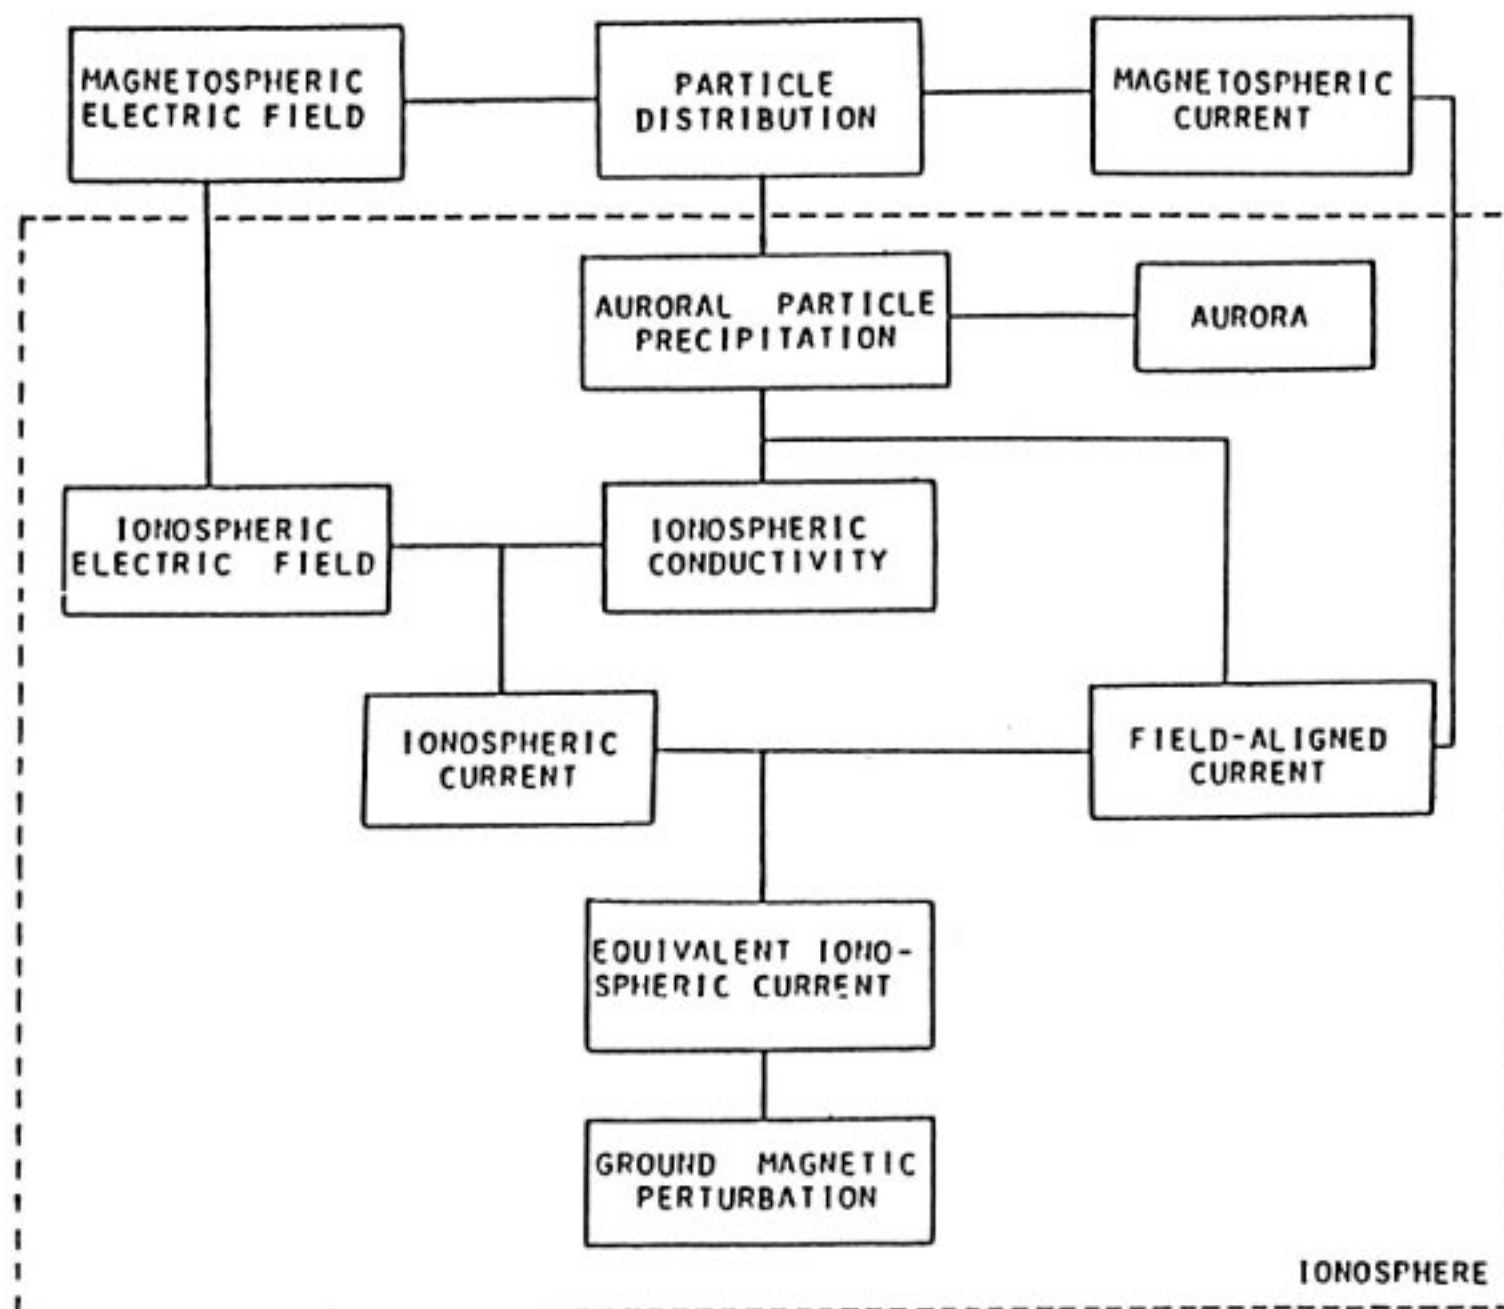 MAGNETOSPHERIC
ELECTRIC FIELD
PARTICLE
DISTRIBUTION
MAGNETOSPHERIC
CURRENT
AURORAL PARTICLE
PRECIPITATION
AURORA
IONOSPHERIC
ELECTRIC FIELD
IONOSPHERIC
CONDUCTIVITY
IONOSPHERIC
CURRENT
FIELD-ALIGNED
CURRENT
EQUIVALENT IONO-
SPHERIC CURRENT
GROUND MAGNETIC
PERTURBATION
IONOSPHERE